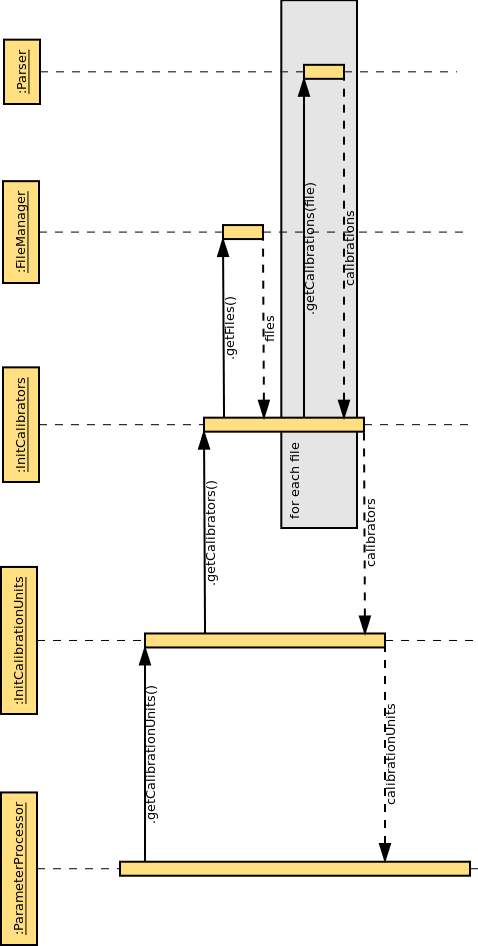 :ParameterProcessor
:InitCalibrationUnits
:InitCalibrators
:FileManager
:Parser
.getCalibrationUnits()
.getCalibrators()
.getFiles()
files
for each file
.getCalibrations(file)
calibrations
calibrators
calibrationUnits